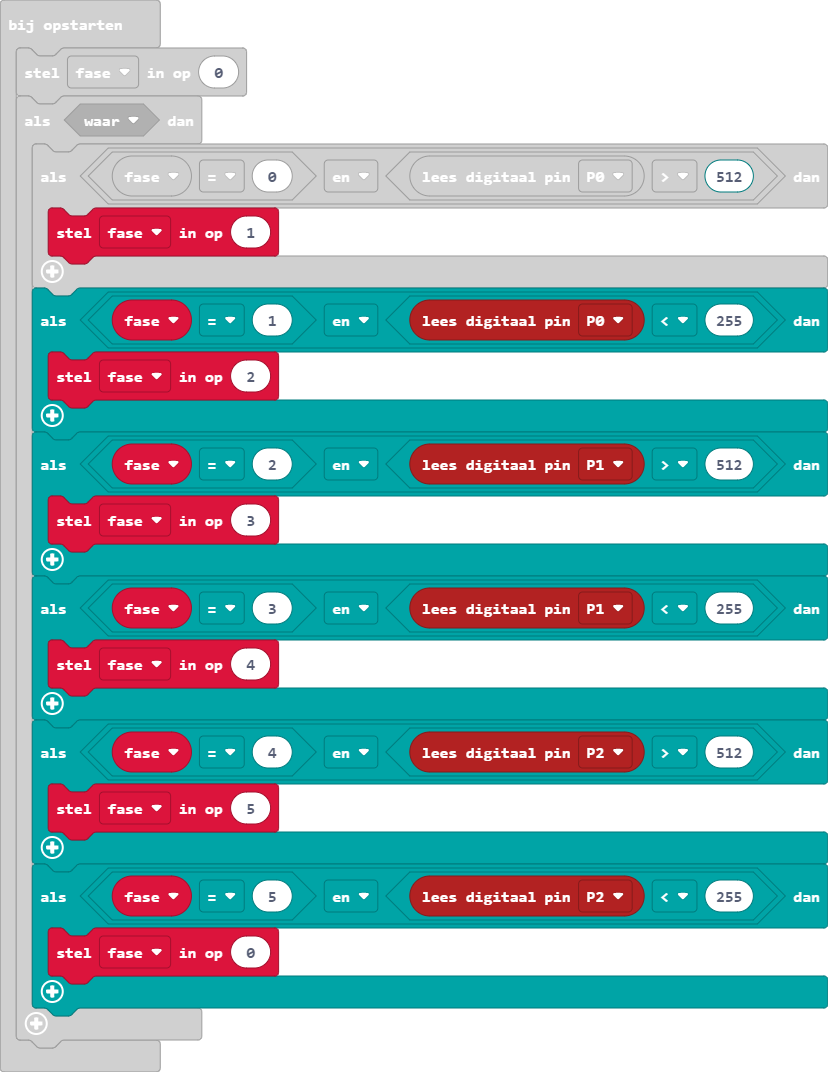 bij opstarten
stel fase in op 0
als waar dan
als fase = 0 en lees digitaal pin P0 > 512 dan
stel fase in op 1
als fase = 1 en lees digitaal pin P0 < 255 dan
stel fase in op 2
als fase = 2 en lees digitaal pin P1 > 512 dan
stel fase in op 3
als fase = 3 en lees digitaal pin P1 < 255 dan
stel fase in op 4
als fase = 4 en lees digitaal pin P2 > 512 dan
stel fase in op 5
als fase = 5 en lees digitaal pin P2 < 255 dan
stel fase in op 0